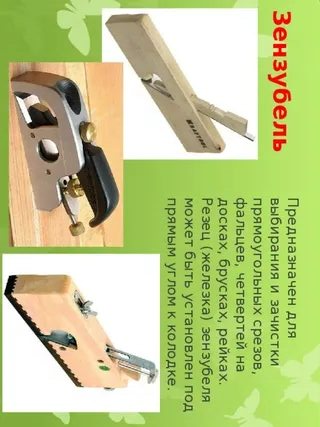 Зензубель
Предназначен для
выбирания и зачистки
прямоугольных срезов,
фальцев, четвертей на
досках, брусках, рейках.
Резец (железка) зензубеля
может быть установлен под
прямым углом к колодке.